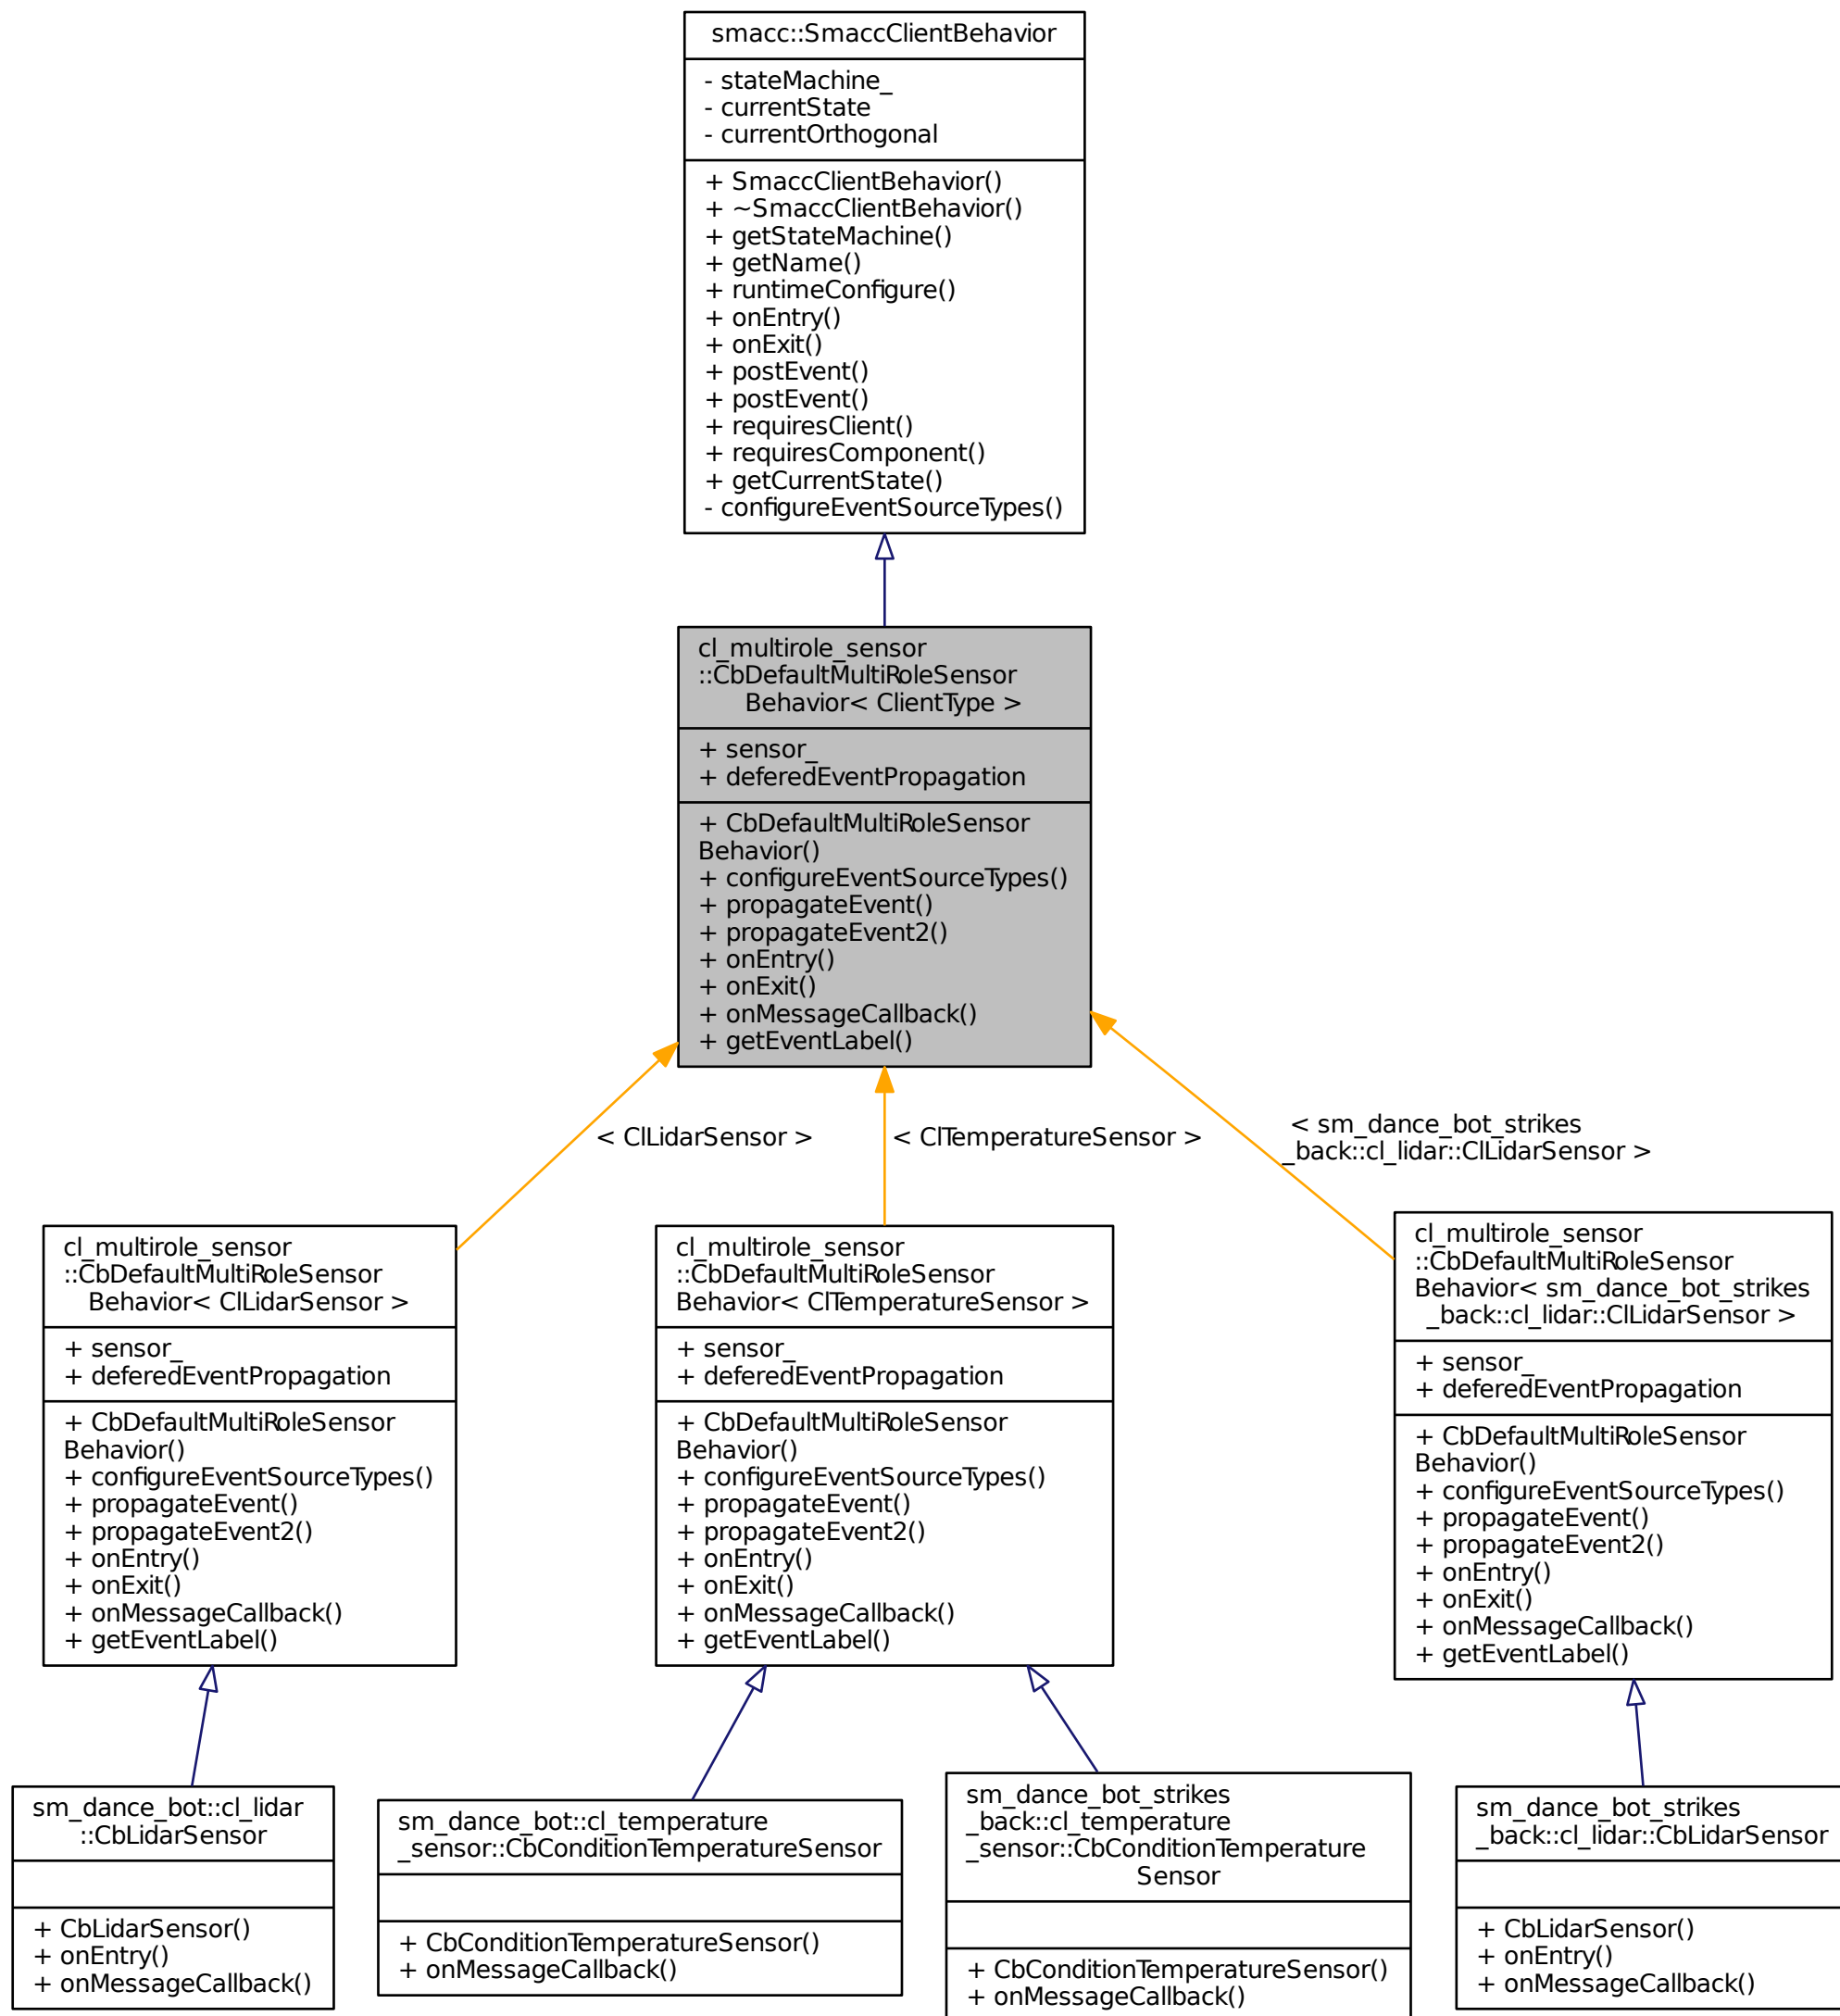 smacc::SmaccClientBehavior
- stateMachine_
- currentState
- currentOrthogonal
+ SmaccClientBehavior()
+ ~SmaccClientBehavior()
+ getStateMachine()
+ getName()
+ runtimeConfigure()
+ onEntry()
+ onExit()
+ postEvent()
+ postEvent()
+ requiresClient()
+ requiresComponent()
+ getCurrentState()
- configureEventSourceTypes()
cl_multirole_sensor
::CbDefaultMultiRoleSensor
Behavior< ClientType >
+ sensor_
+ deferedEventPropagation
+ CbDefaultMultiRoleSensor
Behavior()
+ configureEventSourceTypes()
+ propagateEvent()
+ propagateEvent2()
+ onEntry()
+ onExit()
+ onMessageCallback()
+ getEventLabel()
< ClLidarSensor >
< ClTemperatureSensor >
< sm_dance_bot_strikes
_back::cl_lidar::ClLidarSensor >
cl_multirole_sensor
::CbDefaultMultiRoleSensor
Behavior< ClLidarSensor >
+ sensor_
+ deferedEventPropagation
+ CbDefaultMultiRoleSensor
Behavior()
+ configureEventSourceTypes()
+ propagateEvent()
+ propagateEvent2()
+ onEntry()
+ onExit()
+ onMessageCallback()
+ getEventLabel()
cl_multirole_sensor
::CbDefaultMultiRoleSensor
Behavior< ClTemperatureSensor >
+ sensor_
+ deferedEventPropagation
+ CbDefaultMultiRoleSensor
Behavior()
+ configureEventSourceTypes()
+ propagateEvent()
+ propagateEvent2()
+ onEntry()
+ onExit()
+ onMessageCallback()
+ getEventLabel()
cl_multirole_sensor
::CbDefaultMultiRoleSensor
Behavior< sm_dance_bot_strikes
_back::cl_lidar::ClLidarSensor >
+ sensor_
+ deferedEventPropagation
+ CbDefaultMultiRoleSensor
Behavior()
+ configureEventSourceTypes()
+ propagateEvent()
+ propagateEvent2()
+ onEntry()
+ onExit()
+ onMessageCallback()
+ getEventLabel()
sm_dance_bot::cl_lidar
::CbLidarSensor
+ CbLidarSensor()
+ onEntry()
+ onMessageCallback()
sm_dance_bot::cl_temperature
_sensor::CbConditionTemperatureSensor
+ CbConditionTemperatureSensor()
+ onMessageCallback()
sm_dance_bot_strikes
_back::cl_temperature
_sensor::CbConditionTemperature
Sensor
+ CbConditionTemperatureSensor()
+ onMessageCallback()
sm_dance_bot_strikes
_back::cl_lidar::CbLidarSensor
+ CbLidarSensor()
+ onEntry()
+ onMessageCallback()